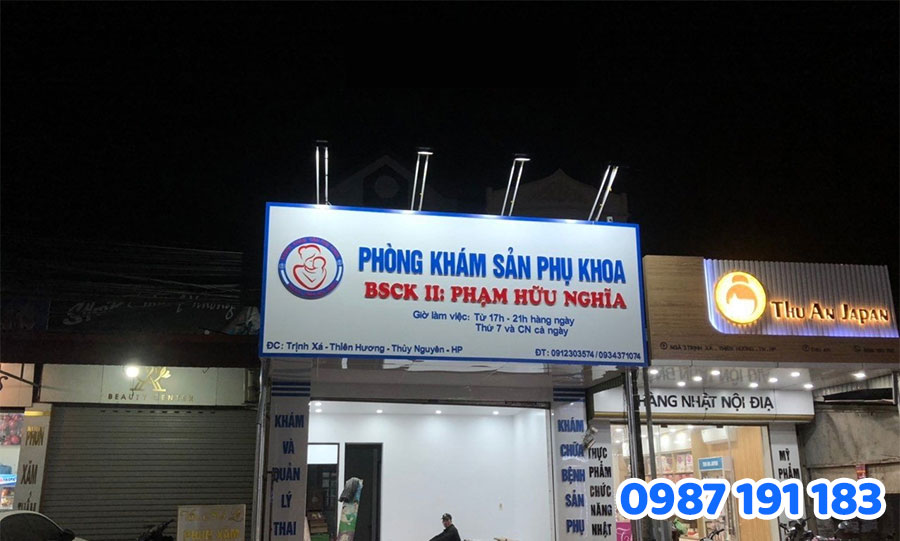 PHÒNG KHÁM SẢN PHỤ KHOA
BSCK II: PHẠM HỮU NGHĨA
Giờ làm việc: Từ 17h - 21h hàng ngày
Thứ 7 và CN cả ngày
ĐC: Trịnh Xá - Thiên Hương - Thủy Nguyên - HP
ĐT: 0912303574 / 0934371074
THU AN JAPAN
BEAUTY CENTER
HÀNG NHẬT NỘI ĐỊA
PHUN
XĂM
KHÁM
VÀ
QUẢN
LÝ
THAI
KHÁM
CHỮA
BỆNH
SẢN
PHỤ
THỰC
PHẨM
CHỨC
NĂNG
NHẬT
MỸ
PHẨM
0987 191 183